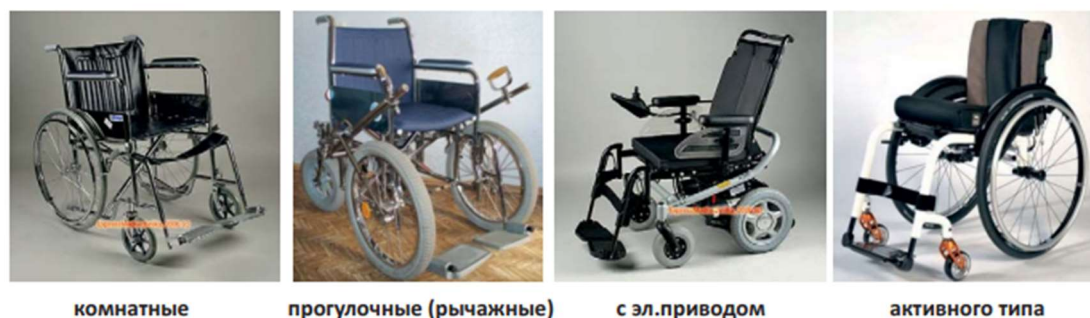 комнатные
прогулочные (рычажные)
с эл.приводом
активного типа